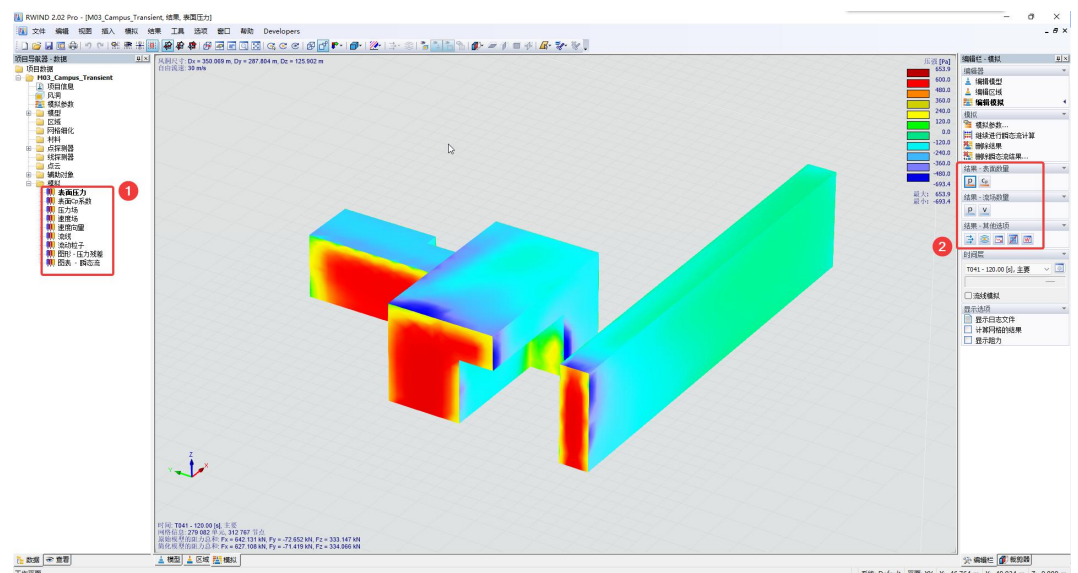 RWIND 2.02 Pro - [M03_Campus_Transient, 结果, 表面压力]
文件 编辑 视图 插入 模拟 结果 工具 选项 窗口 帮助 Developers
项目导航器 - 数据
项目数据
M03_Campus_Transient
项目信息
风洞
模拟参数
模型
区域
网格细化
材料
点探测器
线探测器
点云
辅助对象
模拟
表面压力
表面Cp系数
压力场
速度场
速度向量
流线
流动粒子
图形 - 压力残差
图表 - 瞬态流
1
数据 查看
风洞尺寸: Dx = 350.069 m, Dy = 287.804 m, Dz = 125.902 m
自由流速: 30 m/s
压强 [Pa]
653.9
600.0
480.0
360.0
240.0
120.0
0.0
-120.0
-240.0
-360.0
-480.0
-693.4
最大: 653.9
最小: -693.4
Z
Y X
时间: T041 - 120.00 [s], 主要
网格信息: 279 082 单元, 312 767 节点
原始模型的阻力总和: Fx = 642.131 kN, Fy = -72.652 kN, Fz = 333.147 kN
简化模型的阻力总和: Fx = 627.108 kN, Fy = -71.419 kN, Fz = 334.066 kN
模型 区域 模拟
编辑栏 - 模拟
编辑器
编辑模型
编辑区域
编辑模拟
模拟
模拟参数...
继续进行瞬态流计算
删除结果
删除瞬态流结果...
结果 - 表面数量
P Cp
结果 - 流场数量
P V
结果 - 其他选项
2
时间层
T041 - 120.00 [s], 主要
流线模拟
显示选项
显示日志文件
计算网格的结果
显示阻力
编辑栏 裁剪器